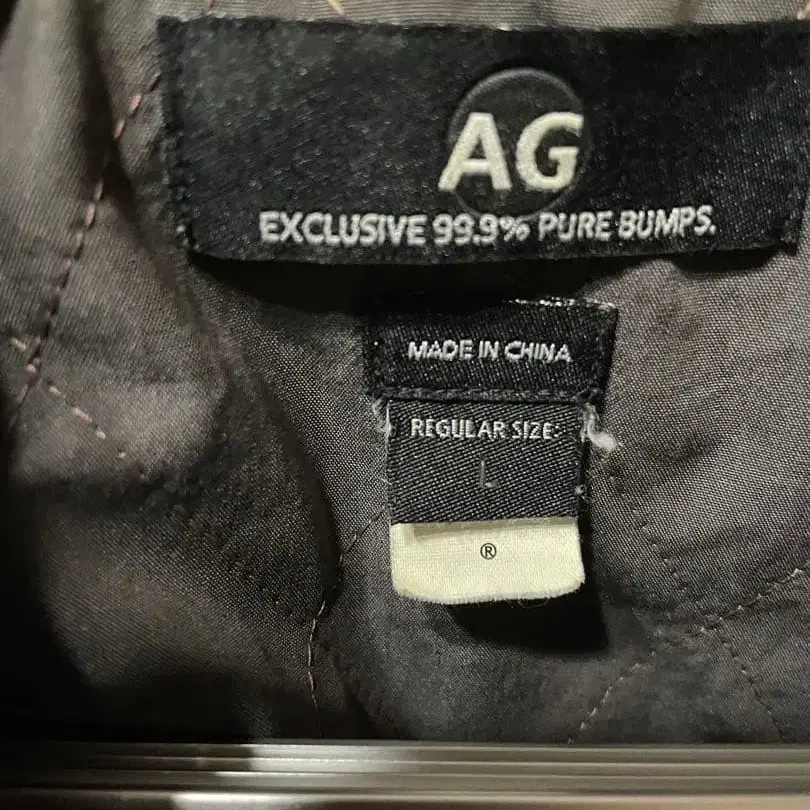 AG
EXCLUSIVE 99.9% PURE BUMPS.
MADE IN CHINA
REGULAR SIZE:
L
®